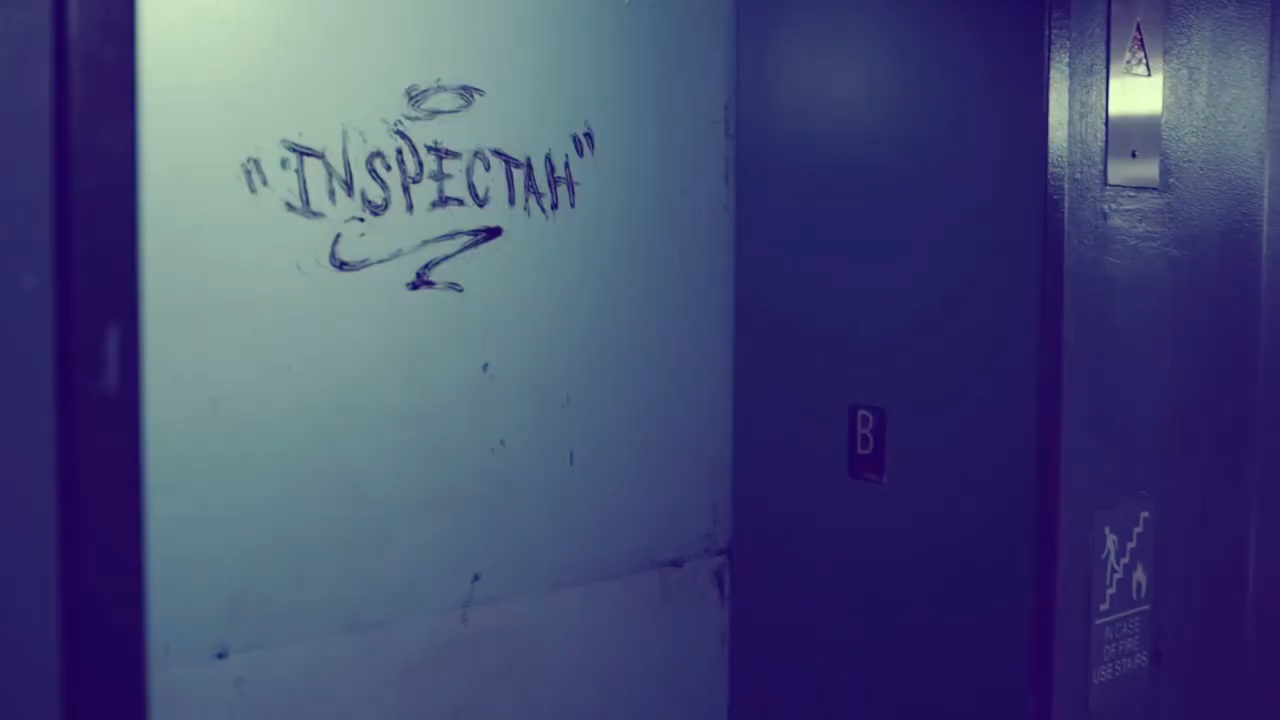 "INSPECTAH"
B
IN CASE
OF FIRE
USE STAIRS